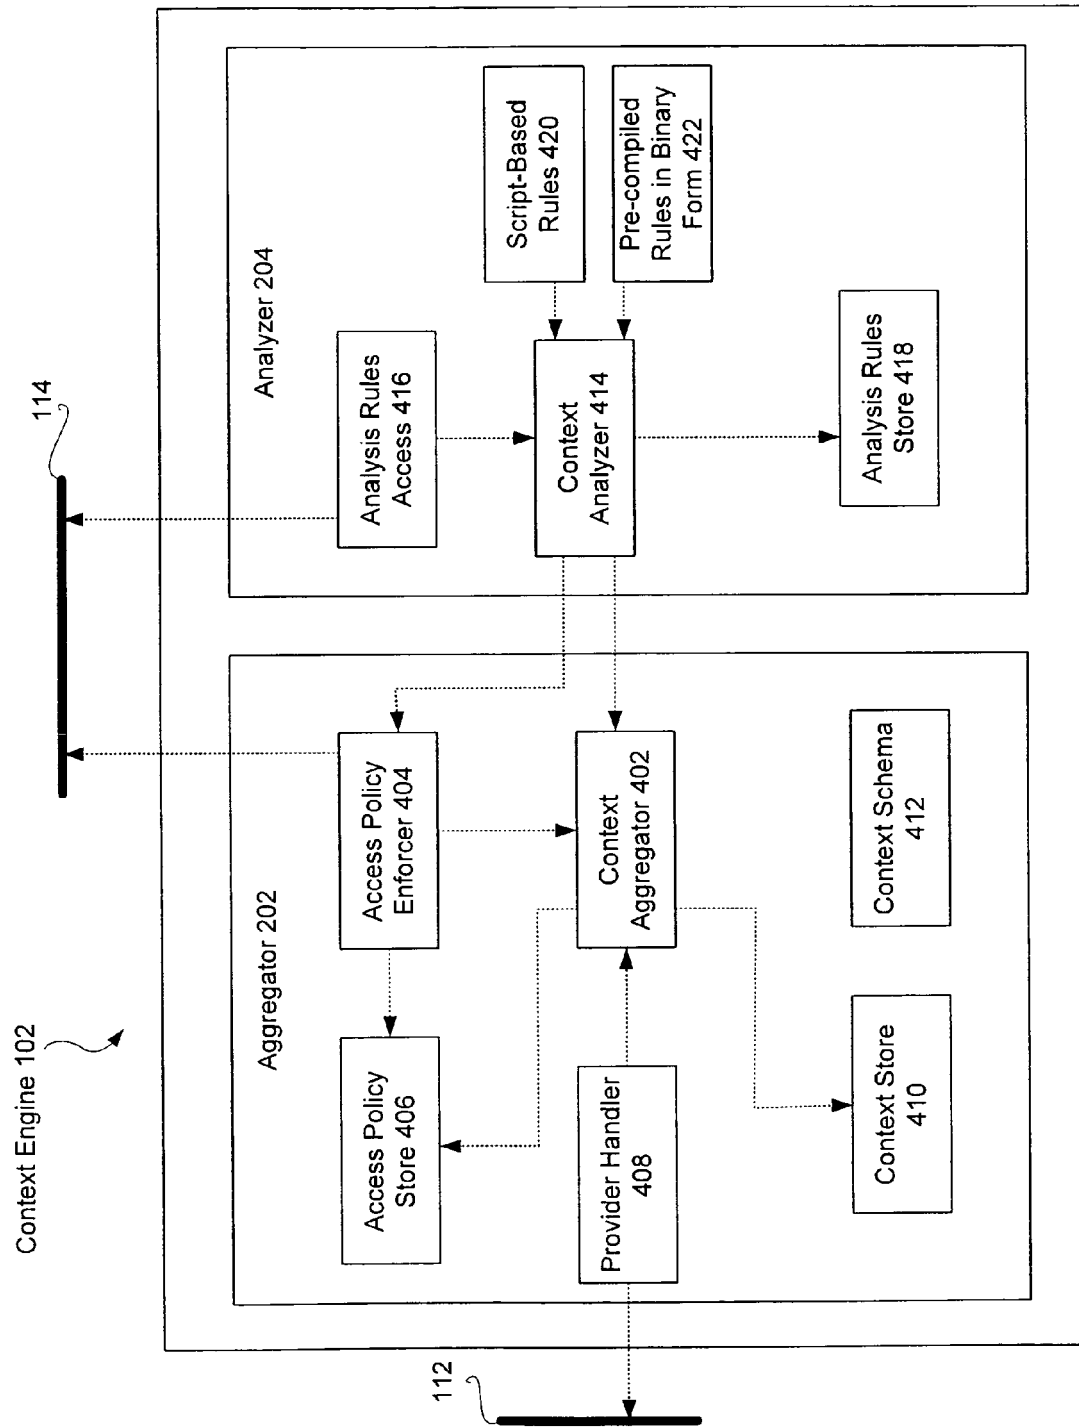 Context Engine 102
114
112
Aggregator 202
Access Policy
Store 406
Access Policy
Enforcer 404
Provider Handler
408
Context
Aggregator 402
Context Store
410
Context Schema
412
Analyzer 204
Analysis Rules
Access 416
Context
Analyzer 414
Script-Based
Rules 420
Pre-compiled
Rules in Binary
Form 422
Analysis Rules
Store 418